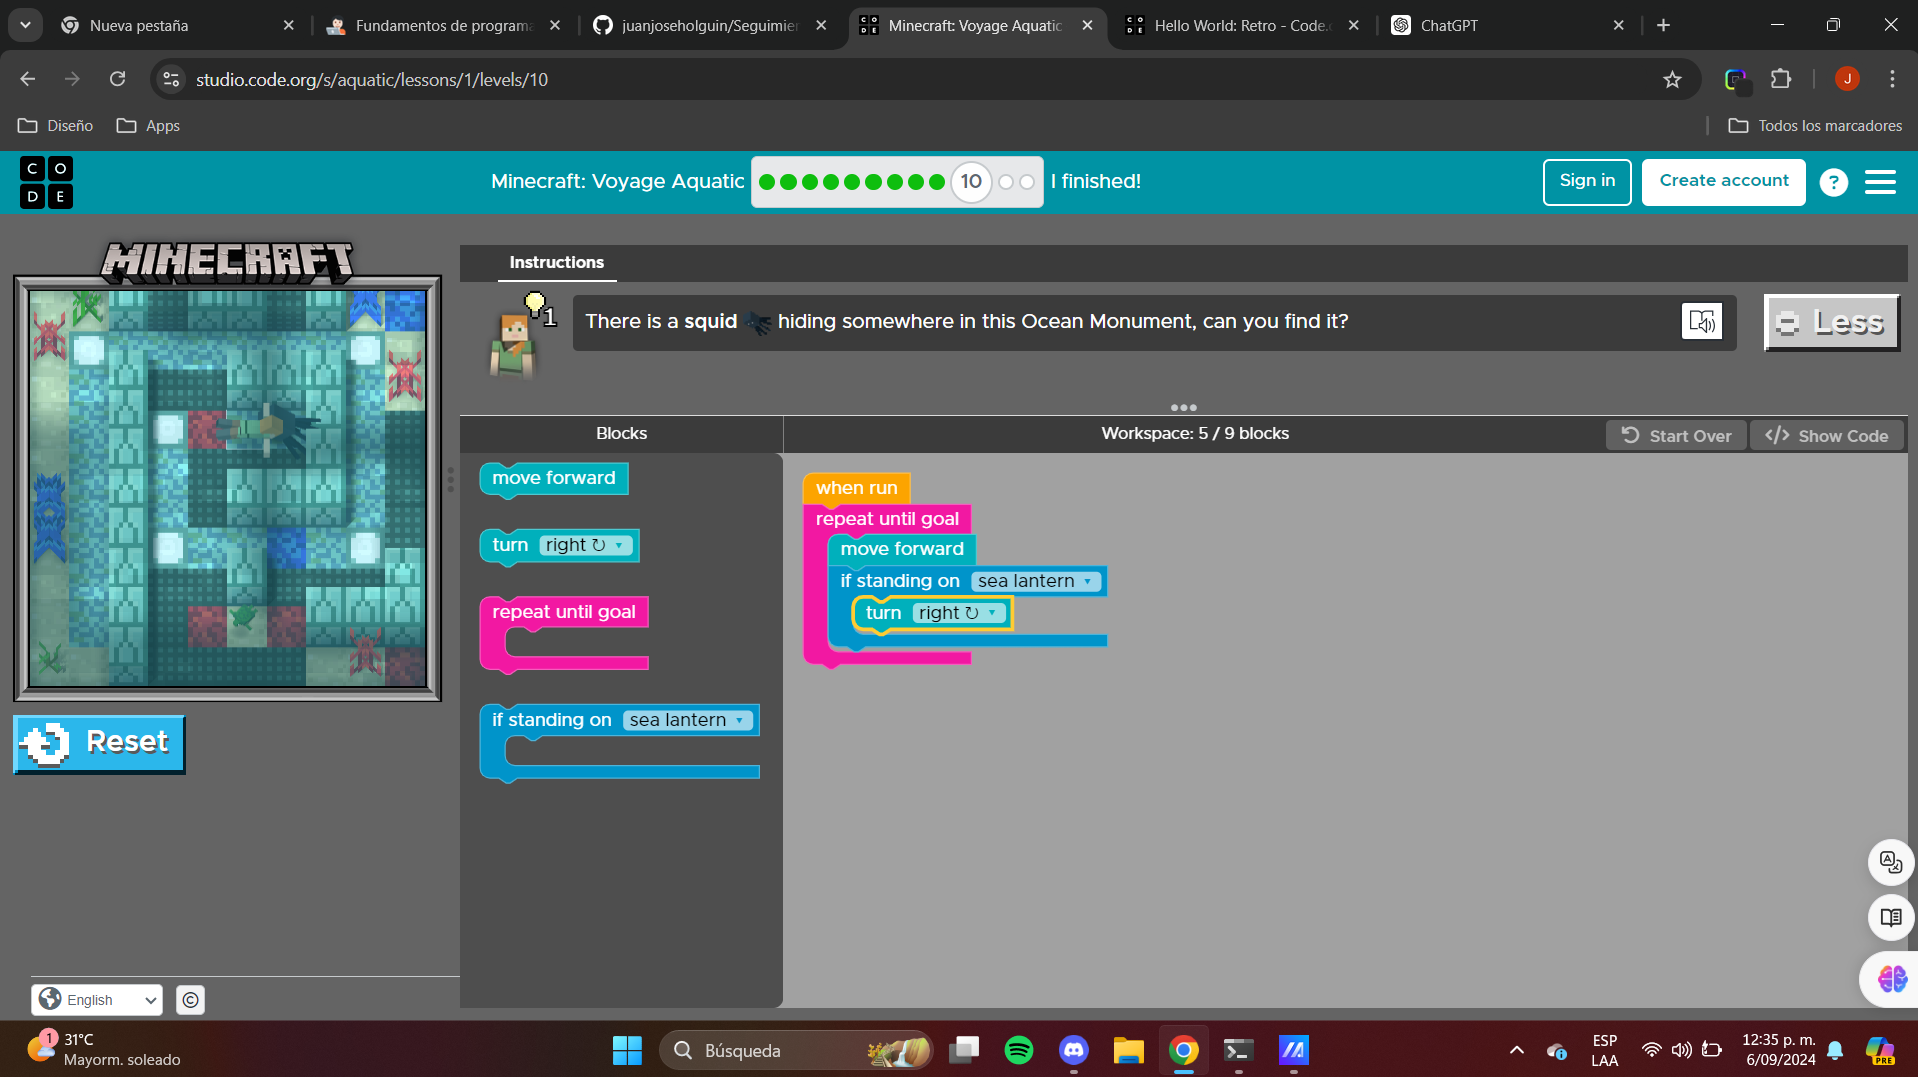 Nueva pestaña
Fundamentos de programa
juanjoseholguin/Seguimier
Minecraft: Voyage Aquatic
Hello World: Retro - Code.c
ChatGPT
studio.code.org/s/aquatic/lessons/1/levels/10
J
Diseño
Apps
Todos los marcadores
C O
D E
Minecraft: Voyage Aquatic
10
I finished!
Sign in
Create account
?
MINECRAFT
Instructions
1
There is a squid hiding somewhere in this Ocean Monument, can you find it?
Less
Blocks
Workspace: 5 / 9 blocks
Start Over
Show Code
move forward
turn right ↻
repeat until goal
if standing on sea lantern
when run
repeat until goal
move forward
if standing on sea lantern
turn right ↻
Reset
English
©
1
31°C
Mayorm. soleado
Búsqueda
ESP
LAA
12:35 p. m.
6/09/2024
PRE